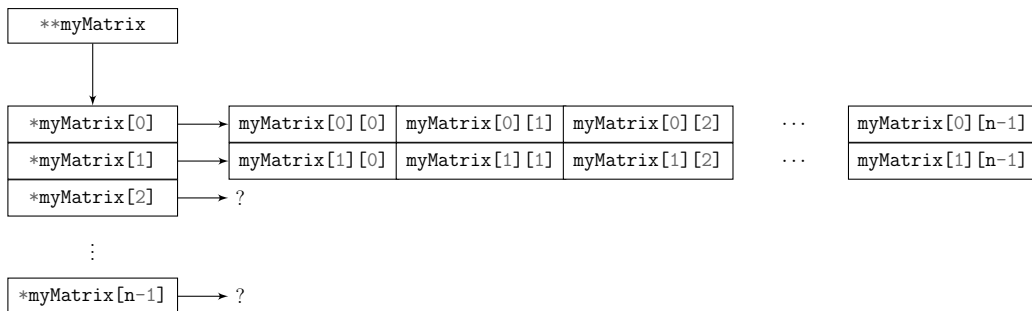 **myMatrix
*myMatrix[0] myMatrix[0][0] myMatrix[0][1] myMatrix[0][2] ... myMatrix[0][n-1]
*myMatrix[1] myMatrix[1][0] myMatrix[1][1] myMatrix[1][2] ... myMatrix[1][n-1]
*myMatrix[2] ?
⋮
*myMatrix[n-1] ?